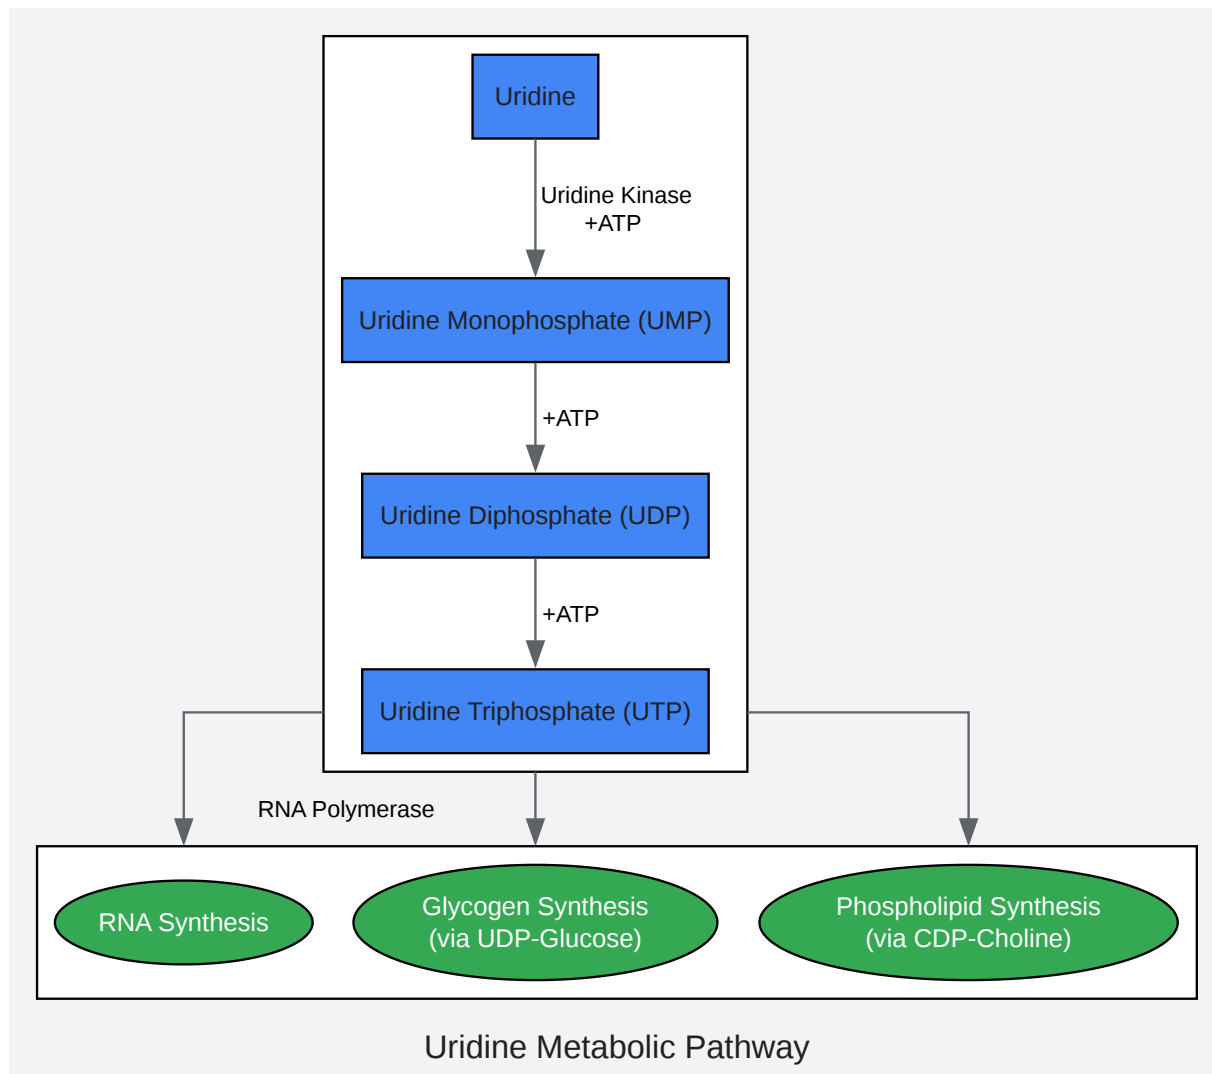 Uridine
Uridine Kinase
+ATP
Uridine Monophosphate (UMP)
+ATP
Uridine Diphosphate (UDP)
+ATP
Uridine Triphosphate (UTP)
RNA Polymerase
RNA Synthesis
Glycogen Synthesis
(via UDP-Glucose)
Phospholipid Synthesis
(via CDP-Choline)
Uridine Metabolic Pathway